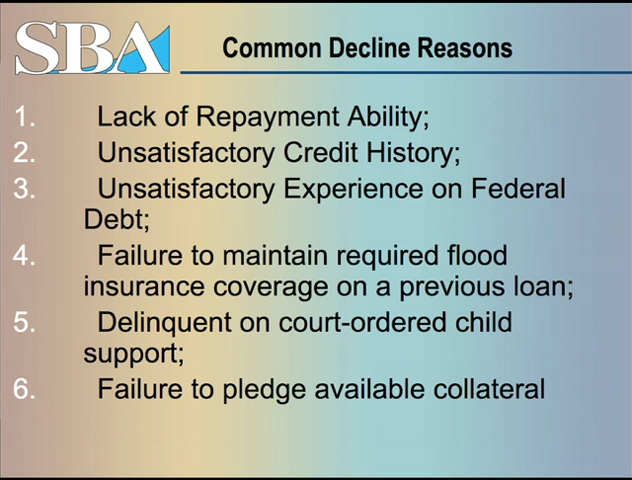 SBA
Common Decline Reasons
1. Lack of Repayment Ability;
2. Unsatisfactory Credit History;
3. Unsatisfactory Experience on Federal
Debt;
4. Failure to maintain required flood
insurance coverage on a previous loan;
5. Delinquent on court-ordered child
support;
6. Failure to pledge available collateral